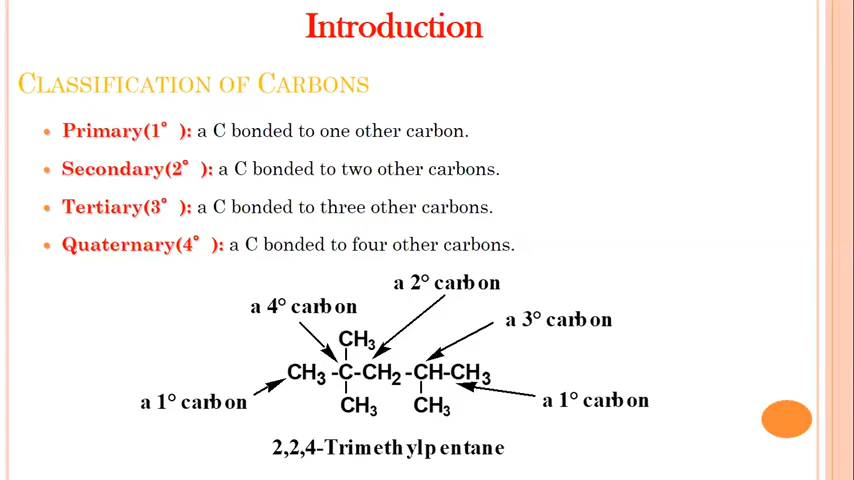 Introduction
CLASSIFICATION OF CARBONS
• Primary(1° ): a C bonded to one other carbon.
• Secondary(2° ): a C bonded to two other carbons.
• Tertiary(3° ): a C bonded to three other carbons.
• Quaternary(4° ): a C bonded to four other carbons.
a 2° carbon
a 4° carbon
a 3° carbon
CH₃
CH₃ -C-CH₂ -CH-CH₃
CH₃ CH₃
a 1° carbon
a 1° carbon
2,2,4-Trimethylpentane